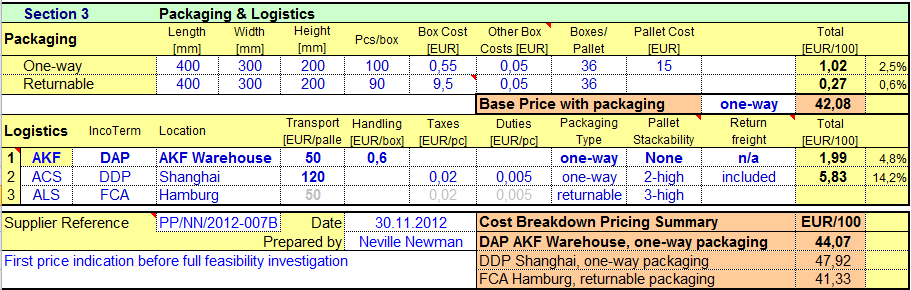 Section 3 Packaging & Logistics
Packaging Length [mm] Width [mm] Height [mm] Pcs/box Box Cost [EUR] Other Box Costs [EUR] Boxes/ Pallet Pallet Cost [EUR] Total [EUR/100]
One-way 400 300 200 100 0,55 0,05 36 15 1,02 2,5%
Returnable 400 300 200 90 9,5 0,05 36 0,27 0,6%
Base Price with packaging one-way 42,08
Logistics IncoTerm Location Transport [EUR/palle Handling [EUR/box] Taxes [EUR/pc] Duties [EUR/pc] Packaging Type Pallet Stackability Return freight Total [EUR/100]
1 AKF DAP AKF Warehouse 50 0,6 one-way None n/a 1,99 4,8%
2 ACS DDP Shanghai 120 0,02 0,005 one-way 2-high included 5,83 14,2%
3 ALS FCA Hamburg 50 0,02 0,005 returnable 3-high
Supplier Reference PP/NN/2012-007B Date 30.11.2012 Cost Breakdown Pricing Summary EUR/100
Prepared by Neville Newman DAP AKF Warehouse, one-way packaging 44,07
First price indication before full feasibility investigation DDP Shanghai, one-way packaging 47,92
FCA Hamburg, returnable packaging 41,33